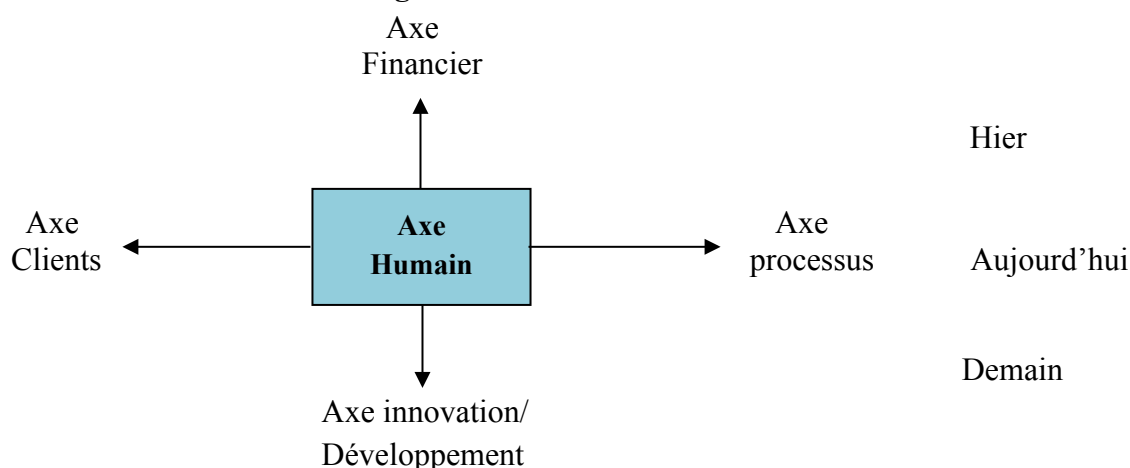 Axe
Financier
Hier
Axe
Clients
Axe
Humain
Axe
processus
Aujourd’hui
Demain
Axe innovation/
Développement